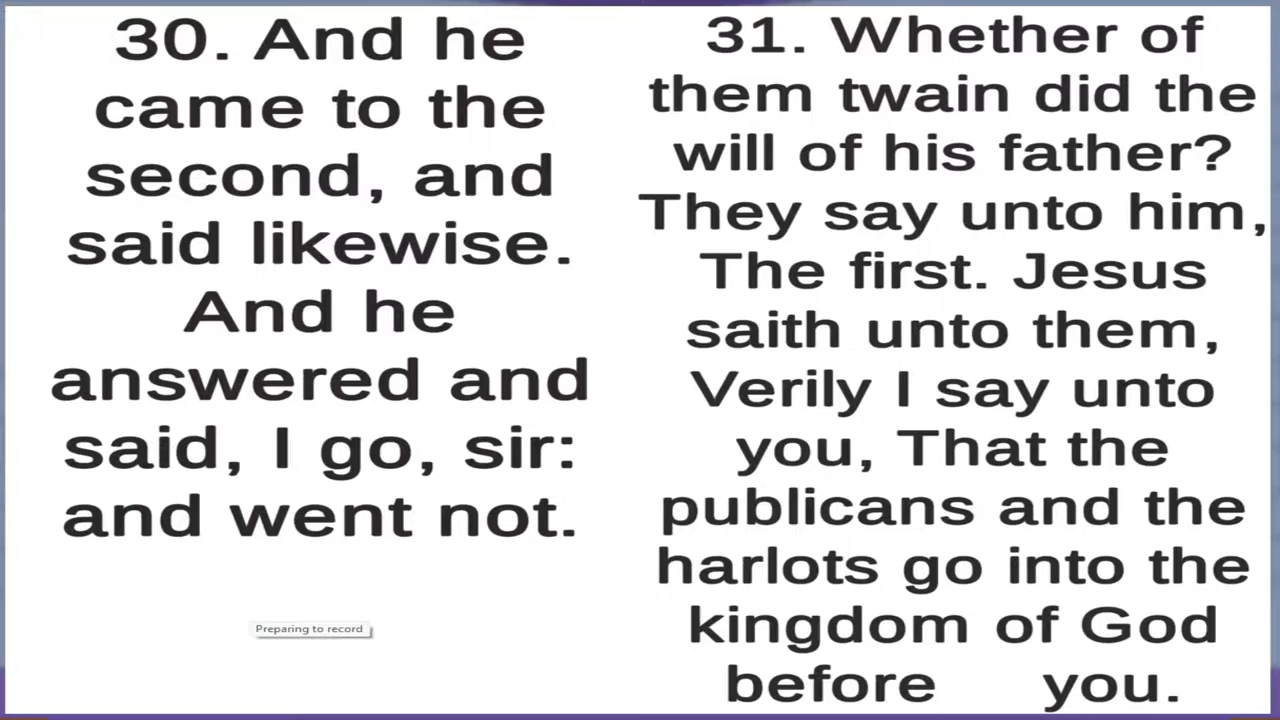 30. And he
came to the
second, and
said likewise.
And he
answered and
said, I go, sir:
and went not.
Preparing to record
31. Whether of
them twain did the
will of his father?
They say unto him,
The first. Jesus
saith unto them,
Verily I say unto
you, That the
publicans and the
harlots go into the
kingdom of God
before you.